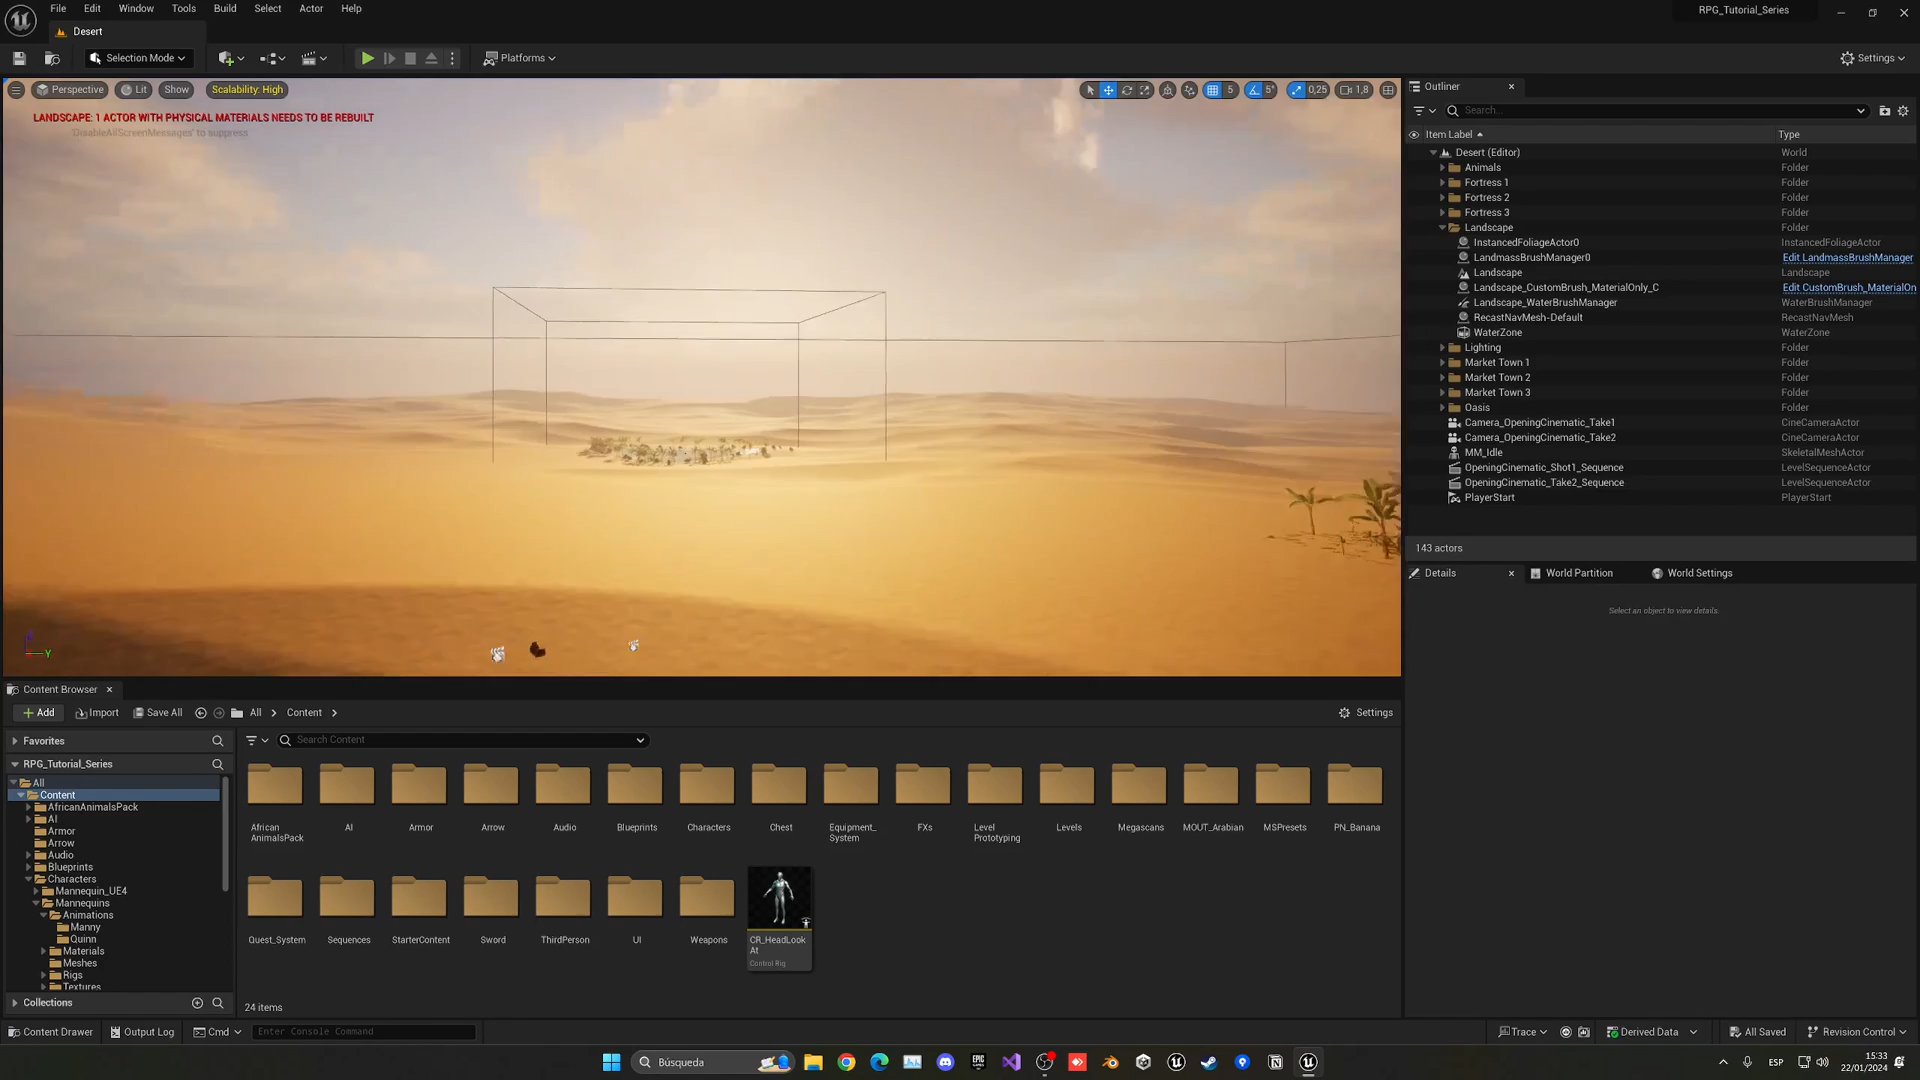 File Edit Window Tools Build Select Actor Help
RPG_Tutorial_Series
Desert
Selection Mode
Platforms
Settings
Perspective Lit Show Scalability: High
5 5° 0,25 1,8
LANDSCAPE: 1 ACTOR WITH PHYSICAL MATERIALS NEEDS TO BE REBUILT
'DisableAllScreenMessages' to suppress
Y
Outliner
Search...
Item Label Type
Desert (Editor) World
Animals Folder
Fortress 1 Folder
Fortress 2 Folder
Fortress 3 Folder
Landscape Folder
InstancedFoliageActor0 InstancedFoliageActor
LandmassBrushManager0 Edit LandmassBrushManager
Landscape Landscape
Landscape_CustomBrush_MaterialOnly_C Edit CustomBrush_MaterialOn
Landscape_WaterBrushManager WaterBrushManager
RecastNavMesh-Default RecastNavMesh
WaterZone WaterZone
Lighting Folder
Market Town 1 Folder
Market Town 2 Folder
Market Town 3 Folder
Oasis Folder
Camera_OpeningCinematic_Take1 CineCameraActor
Camera_OpeningCinematic_Take2 CineCameraActor
MM_Idle SkeletalMeshActor
OpeningCinematic_Shot1_Sequence LevelSequenceActor
OpeningCinematic_Take2_Sequence LevelSequenceActor
PlayerStart PlayerStart
143 actors
Details World Partition World Settings
Select an object to view details.
Content Browser
Add Import Save All All Content
Settings
Favorites
RPG_Tutorial_Series
All
Content
AfricanAnimalsPack
AI
Armor
Arrow
Audio
Blueprints
Characters
Mannequin_UE4
Mannequins
Animations
Manny
Quinn
Materials
Meshes
Rigs
Textures
Collections
Search Content
African AnimalsPack
AI
Armor
Arrow
Audio
Blueprints
Characters
Chest
Equipment_ System
FXs
Level Prototyping
Levels
Megascans
MOUT_Arabian
MSPresets
PN_Banana
Quest_System
Sequences
StarterContent
Sword
ThirdPerson
UI
Weapons
CR_HeadLook At
Control Rig
24 items
Content Drawer Output Log Cmd Enter Console Command
Trace Derived Data All Saved Revision Control
Búsqueda
EPIC GAMES
ESP
15:33
22/01/2024